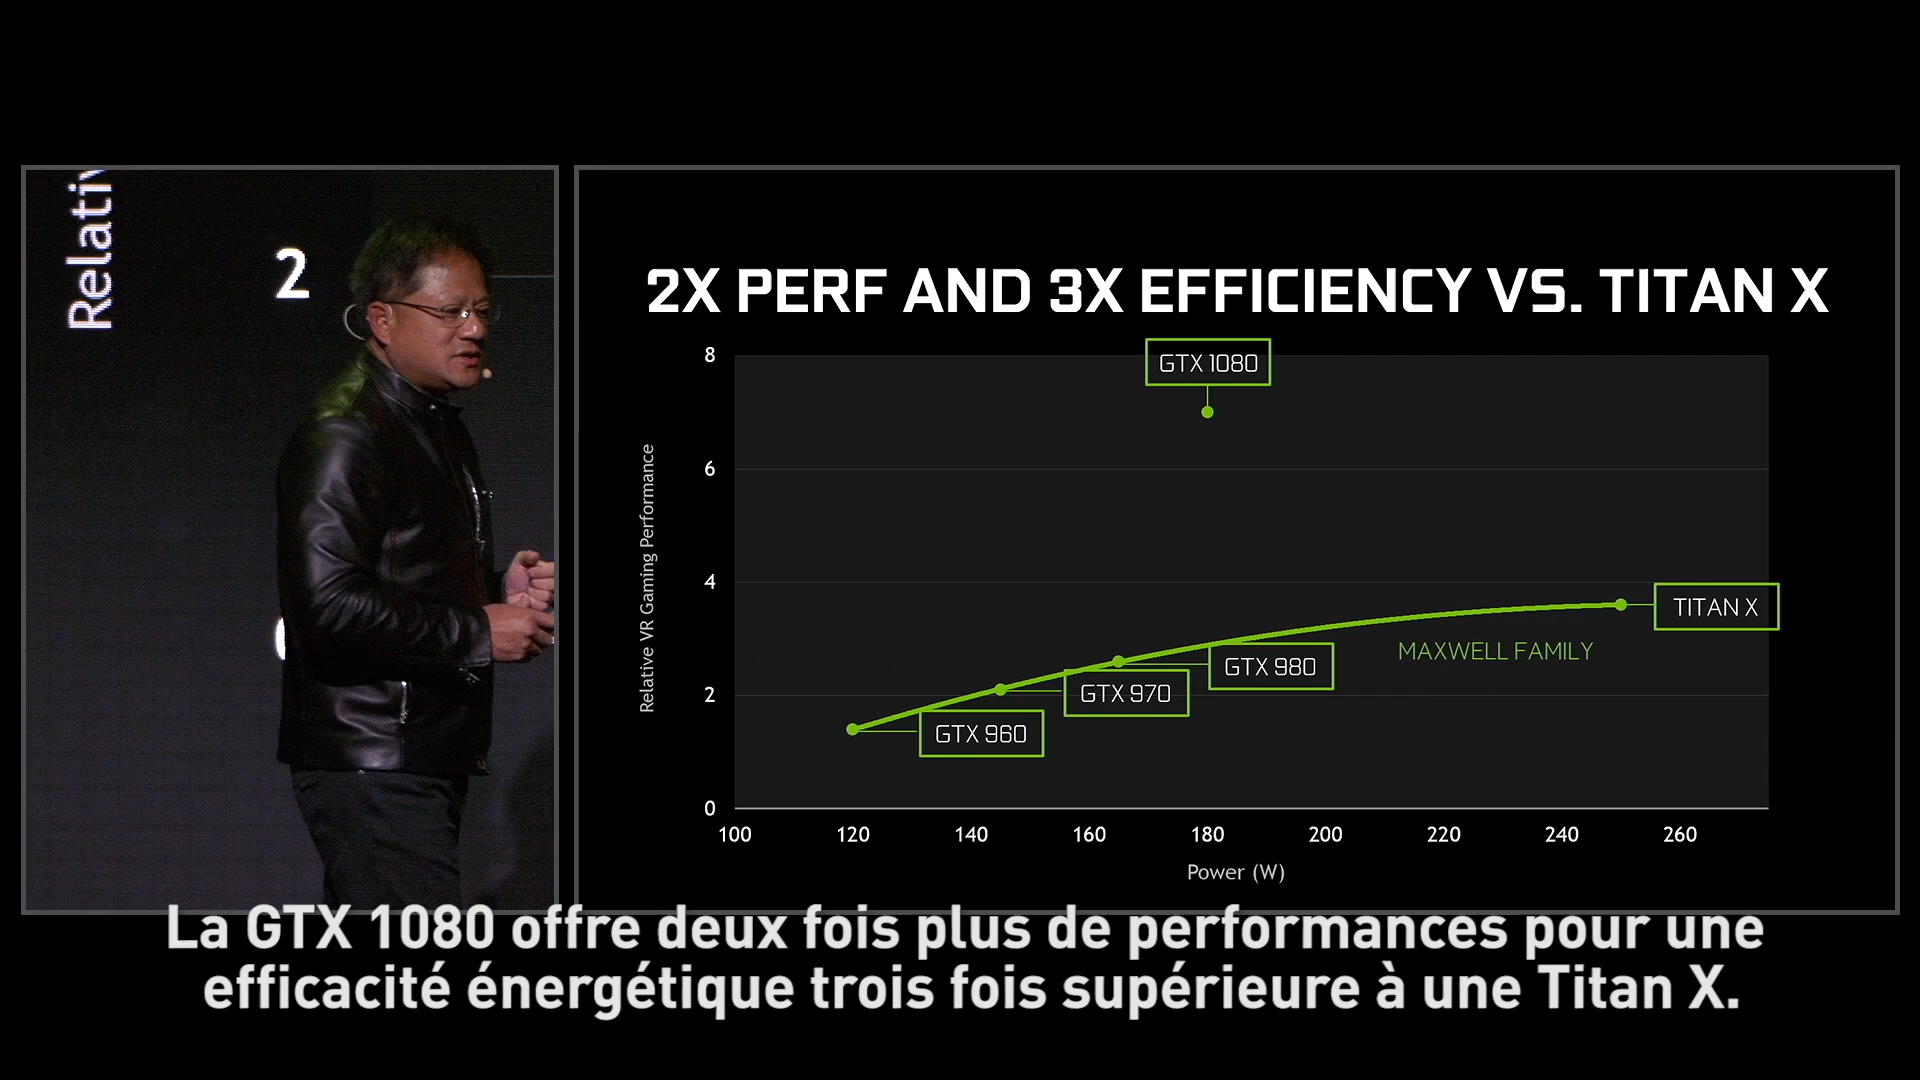 Relativ
2
2X PERF AND 3X EFFICIENCY VS. TITAN X
8
6
4
2
0
Relative VR Gaming Performance
GTX 1080
TITAN X
MAXWELL FAMILY
GTX 980
GTX 970
GTX 960
100 120 140 160 180 200 220 240 260
Power (W)
La GTX 1080 offre deux fois plus de performances pour une
efficacité énergétique trois fois supérieure à une Titan X.